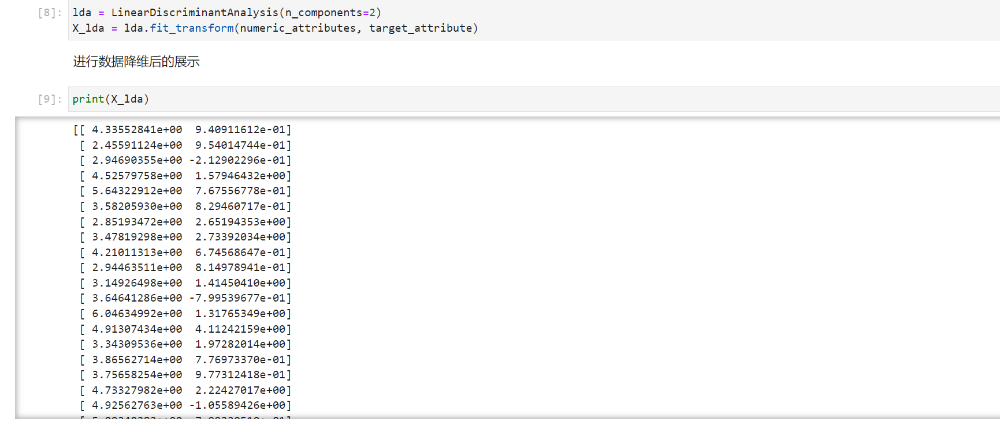 [8]: lda = LinearDiscriminantAnalysis(n_components=2)
X_lda = lda.fit_transform(numeric_attributes, target_attribute)
进行数据降维后的展示
[9]: print(X_lda)
[[ 4.33552841e+00  9.40911612e-01]
[ 2.45591124e+00  9.54014744e-01]
[ 2.94690355e+00 -2.12902296e-01]
[ 4.52579758e+00  1.57946432e+00]
[ 5.64322912e+00  7.67556778e-01]
[ 3.58205930e+00  8.29460717e-01]
[ 2.85193472e+00  2.65194353e+00]
[ 3.47819298e+00  2.73392034e+00]
[ 4.21011313e+00  6.74568647e-01]
[ 2.94463511e+00  8.14978941e-01]
[ 3.14926498e+00  1.41450410e+00]
[ 3.64641286e+00 -7.99539677e-01]
[ 6.04634992e+00  1.31765349e+00]
[ 4.91307434e+00  4.11242159e+00]
[ 3.34309536e+00  1.97282014e+00]
[ 3.86562714e+00  7.76973370e-01]
[ 3.75658254e+00  9.77312418e-01]
[ 4.73327982e+00  2.22427017e+00]
[ 4.92562763e+00 -1.05589426e+00]